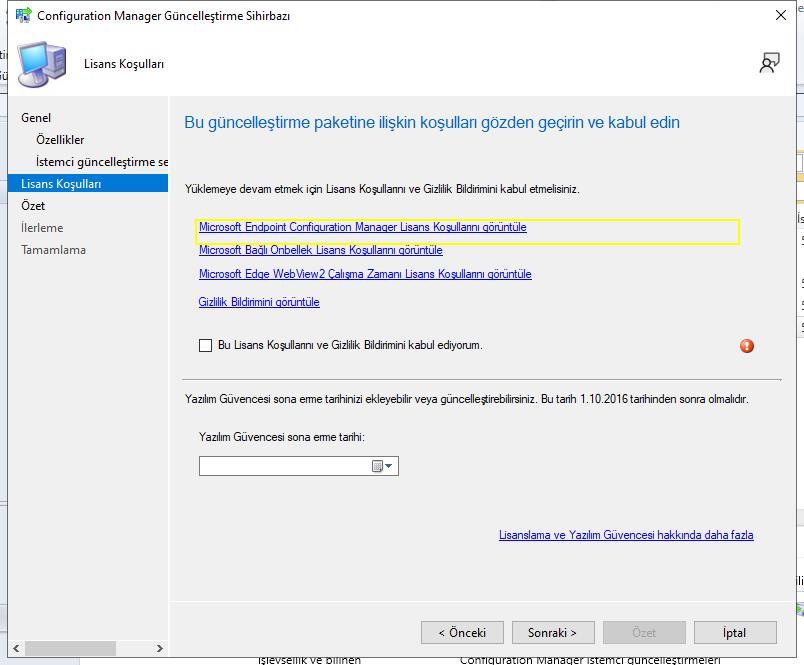 Configuration Manager Güncelleştirme Sihirbazı
Lisans Koşulları
Genel
Özellikler
İstemci güncelleştirme se
Lisans Koşulları
Özet
İlerleme
Tamamlama
Bu güncelleştirme paketine ilişkin koşulları gözden geçirin ve kabul edin
Yüklemeye devam etmek için Lisans Koşullarını ve Gizlilik Bildirimini kabul etmelisiniz.
Microsoft Endpoint Configuration Manager Lisans Koşullarını görüntüle
Microsoft Bağlı Önbellek Lisans Koşullarını görüntüle
Microsoft Edge WebView2 Çalışma Zamanı Lisans Koşullarını görüntüle
Gizlilik Bildirimini görüntüle
Bu Lisans Koşullarını ve Gizlilik Bildirimini kabul ediyorum.
Yazılım Güvencesi sona erme tarihinizi ekleyebilir veya güncelleştirebilirsiniz. Bu tarih 1.10.2016 tarihinden sonra olmalıdır.
Yazılım Güvencesi sona erme tarihi:
Lisanslama ve Yazılım Güvencesi hakkında daha fazla
< Önceki Sonraki > Özet İptal
işlevsellik ve bilinen Configuration Manager istemci güncelleştirmeleri